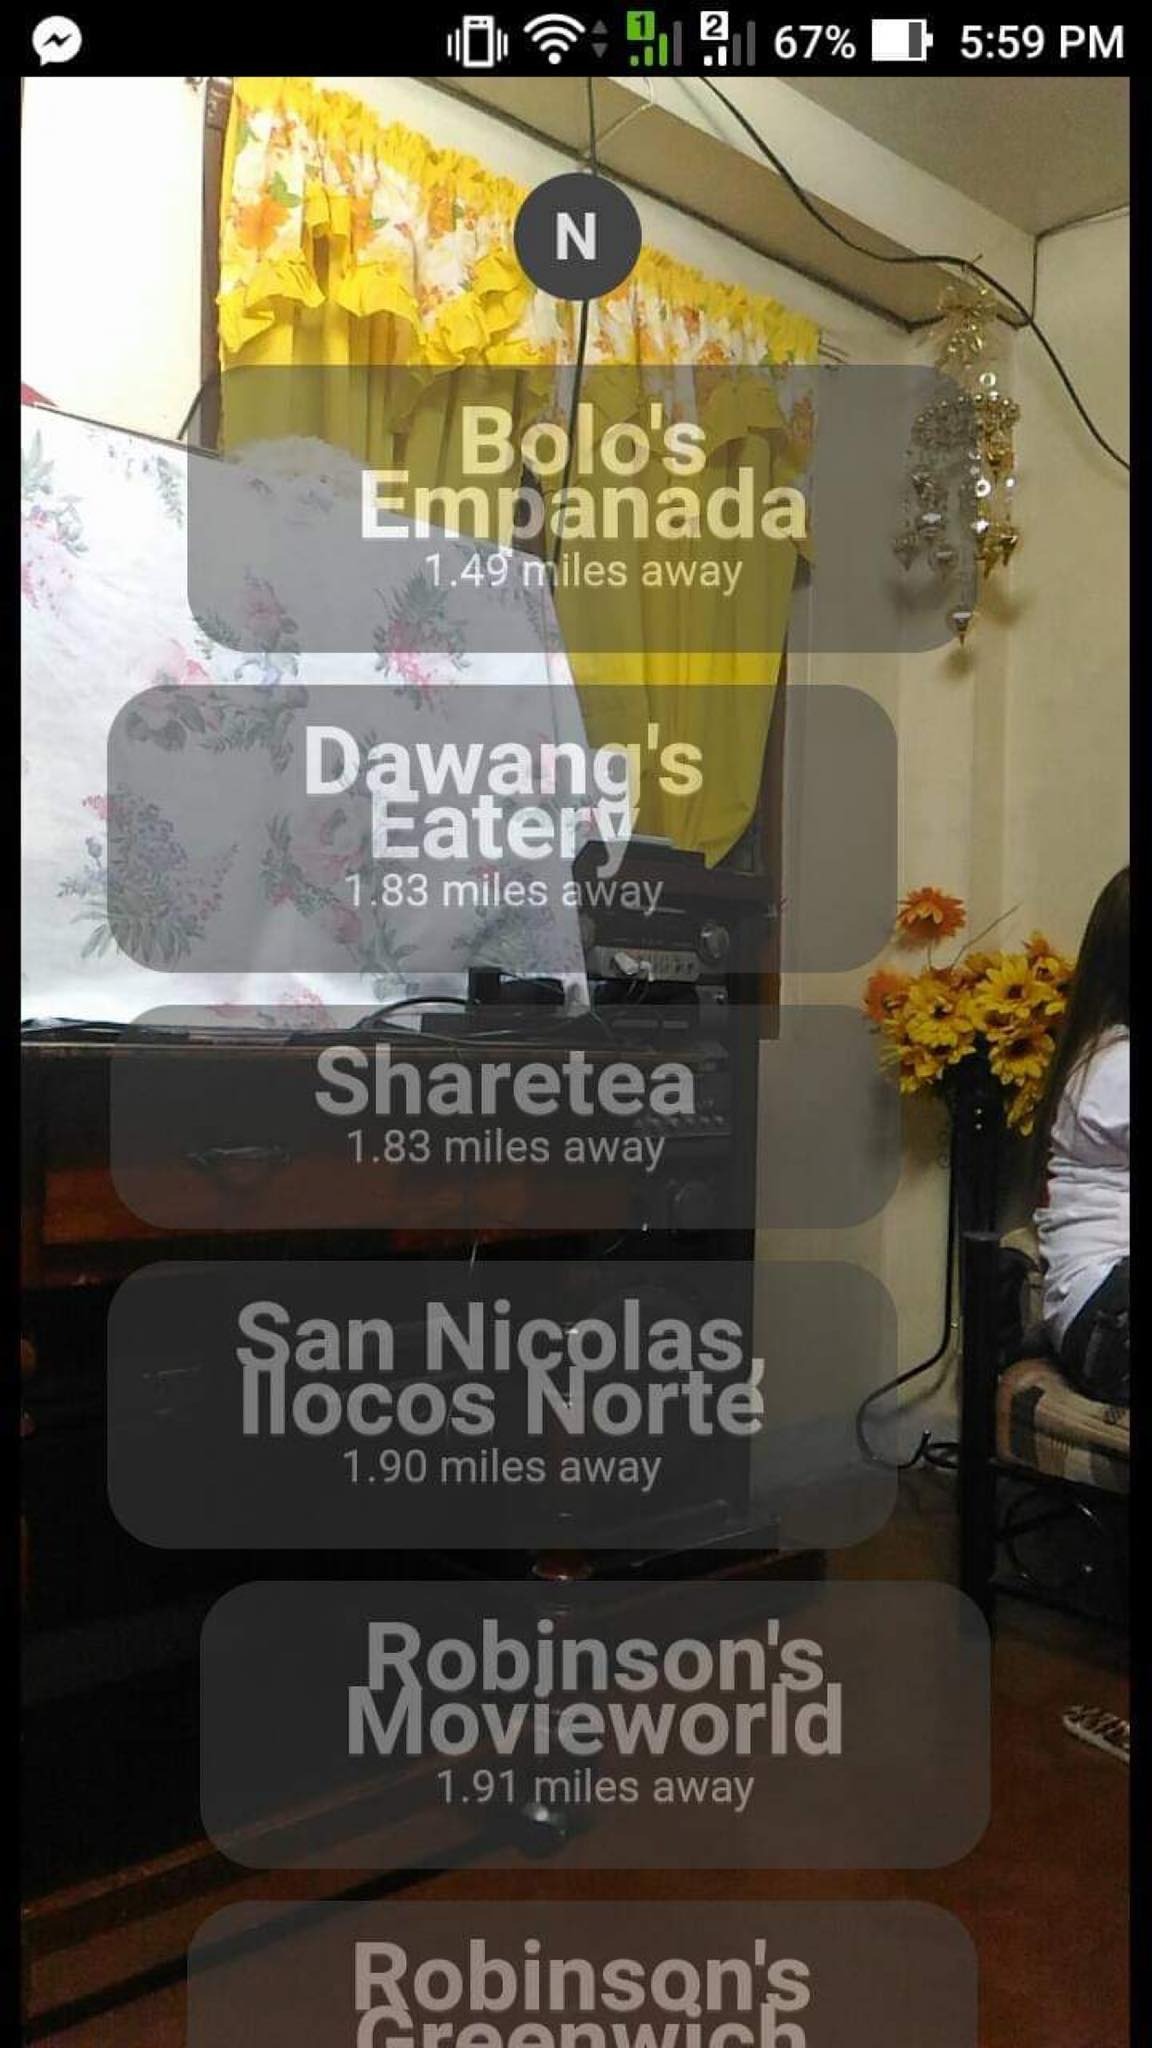 1 2 67% 5:59 PM
N
Bolo's
Empanada
1.49 miles away
Dawang's
Eatery
1.83 miles away
Sharetea
1.83 miles away
San Nicolas,
Ilocos Norte
1.90 miles away
Robinson's
Movieworld
1.91 miles away
Robinson's
Greenwich